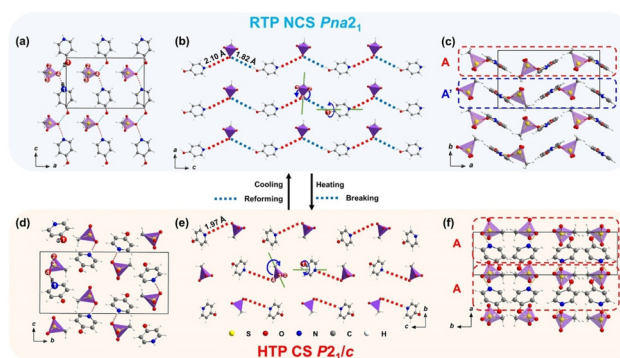 RTP NCS Pna2₁
(a)
(b)
(c)
2.10 Å
1.82 Å
A
A'
c
a
a
c
b
a
Cooling
Heating
Reforming
Breaking
(d)
(e)
(f)
1.97 Å
A
A
c
b
b
c
a
b
S O N C H
HTP CS P2₁/c